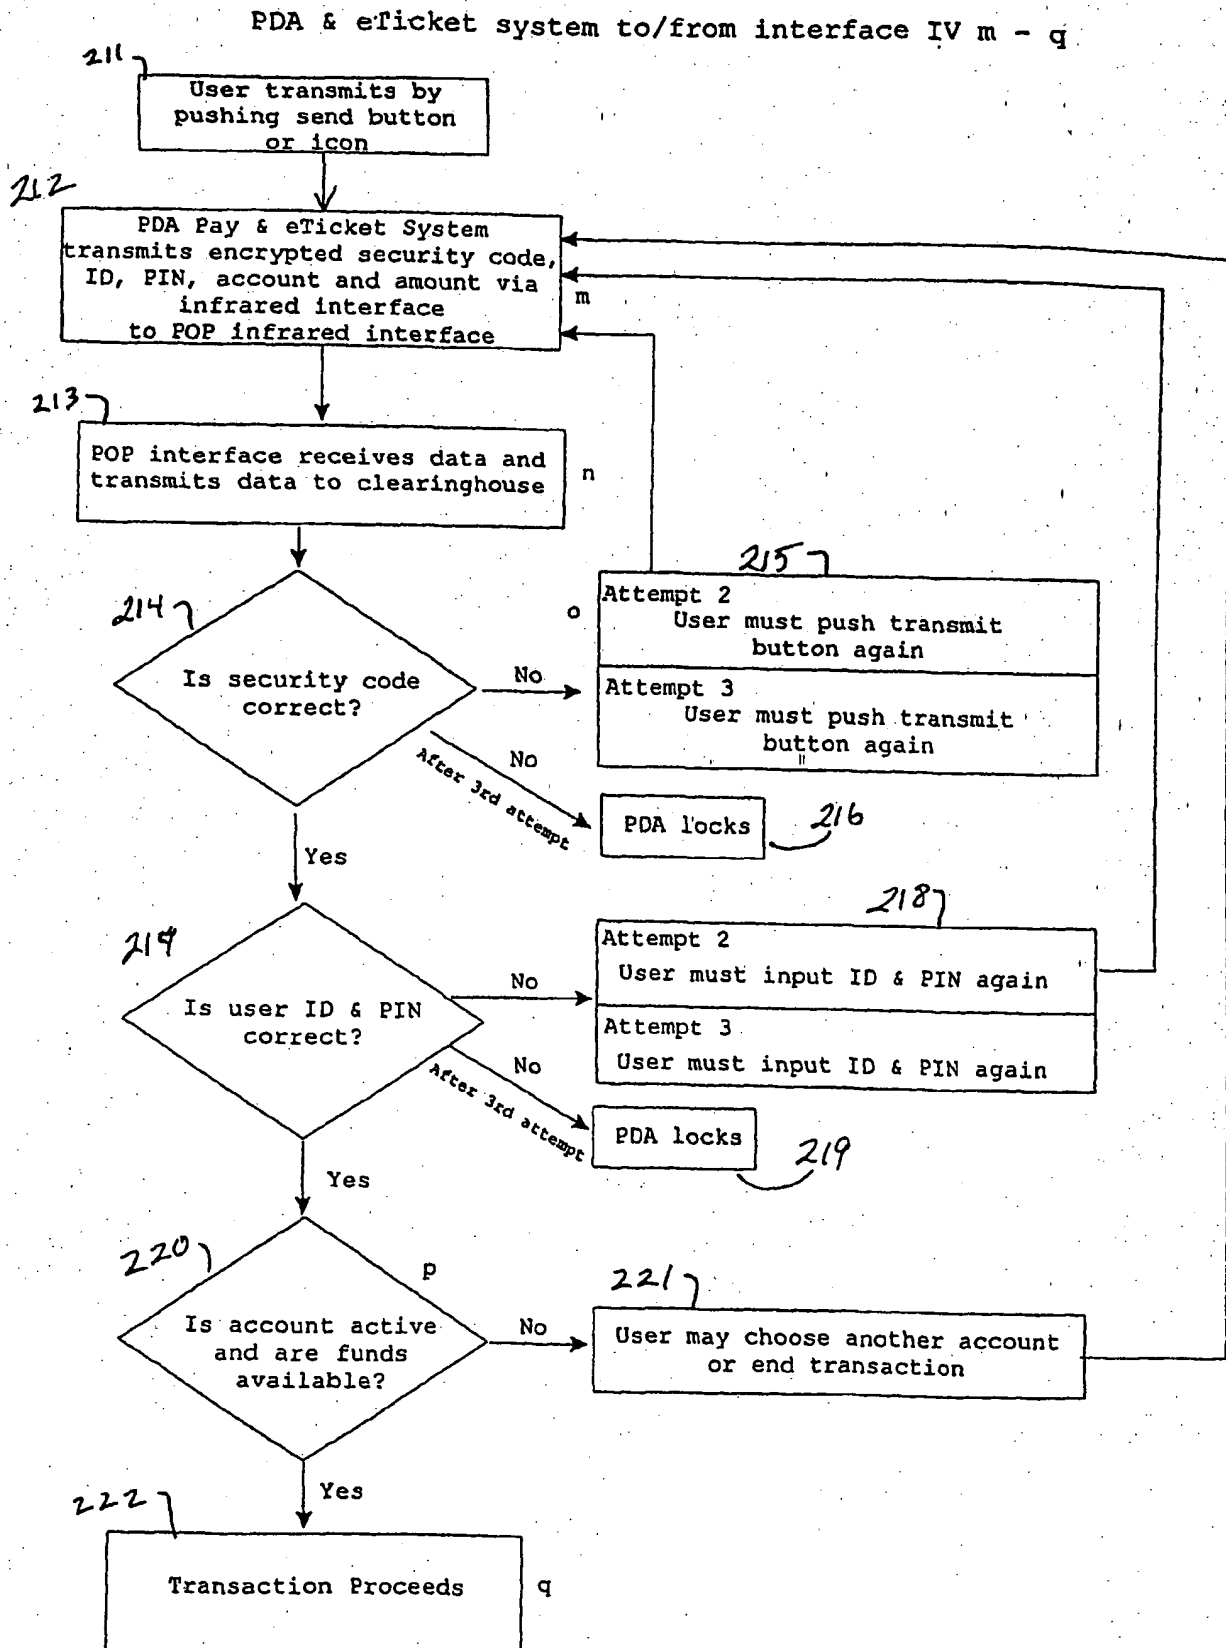 PDA & eTicket system to/from interface IV m - q
211
User transmits by
pushing send button
or icon
212
PDA Pay & eTicket System
transmits encrypted security code,
ID, PIN, account and amount via
infrared interface
to POP infrared interface
m
213
POP interface receives data and
transmits data to clearinghouse
n
214
Is security code
correct?
No
o
215
Attempt 2
User must push transmit
button again
Attempt 3
User must push transmit
button again
No
After 3rd attempt
PDA locks
216
Yes
Is user ID & PIN
correct?
No
218
Attempt 2
User must input ID & PIN again
Attempt 3
User must input ID & PIN again
No
After 3rd attempt
PDA locks
219
Yes
220
p
Is account active
and are funds
available?
No
221
User may choose another account
or end transaction
Yes
222
Transaction Proceeds
q